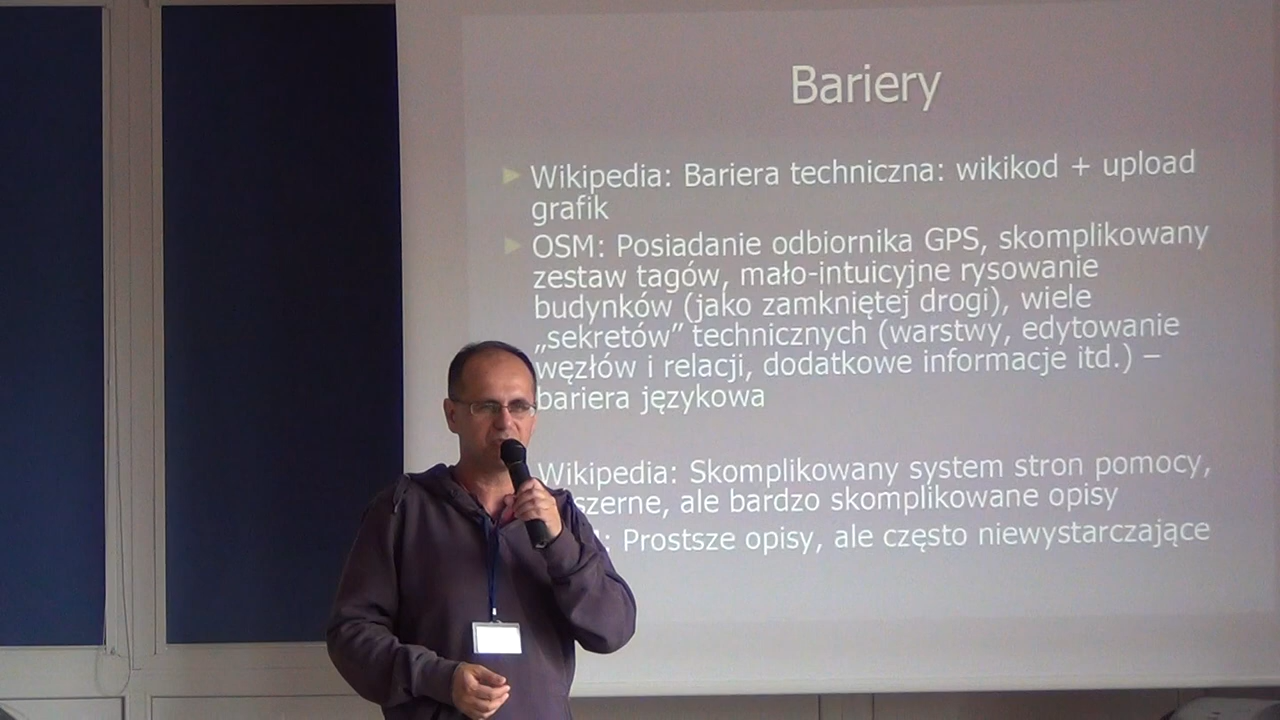 Bariery
Wikipedia: Bariera techniczna: wikikod + upload
grafik
OSM: Posiadanie odbiornika GPS, skomplikowany
zestaw tagów, mało-intuicyjne rysowanie
budynków (jako zamkniętej drogi), wiele
„sekretów” technicznych (warstwy, edytowanie
węzłów i relacji, dodatkowe informacje itd.) –
bariera językowa
Wikipedia: Skomplikowany system stron pomocy,
ale bardzo skomplikowane opisy
: Prostsze opisy, ale często niewystarczające